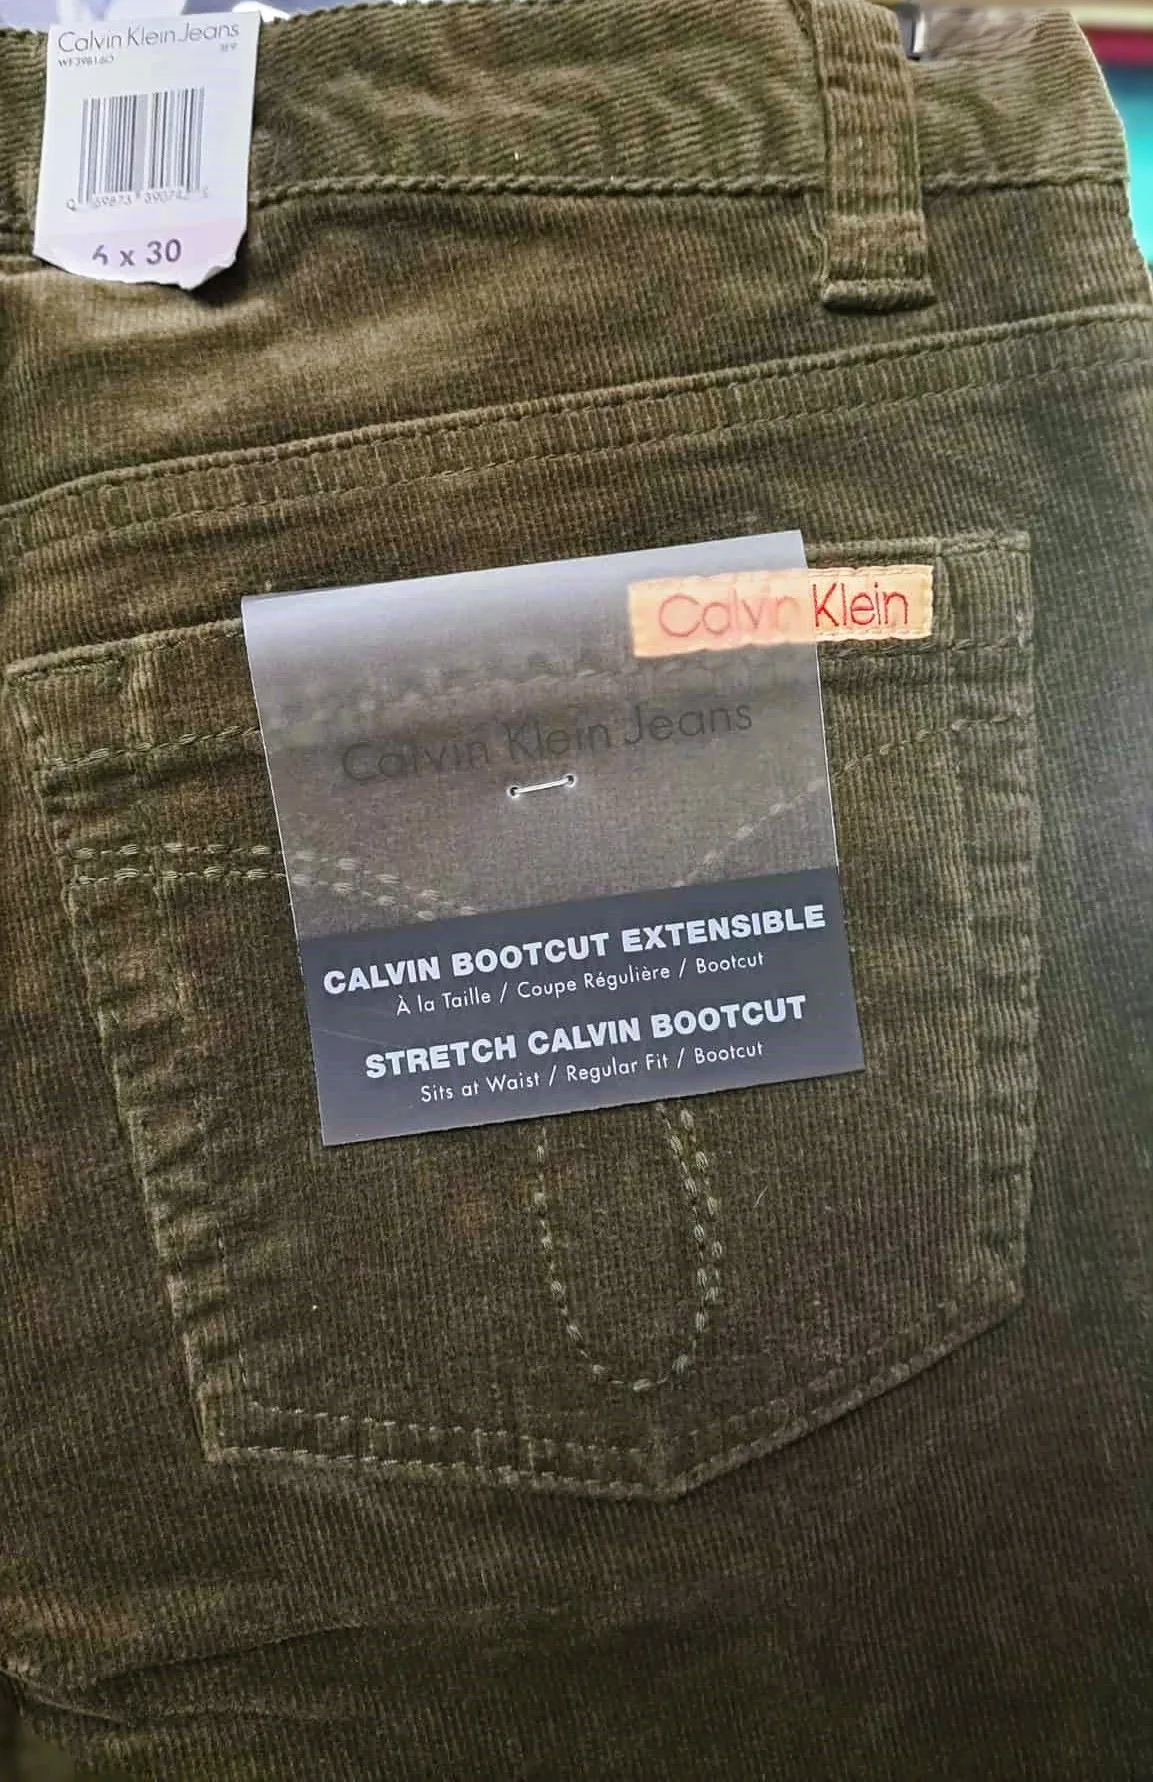 Calvin Klein Jeans
4 x 30
Calvin Klein
Calvin Klein Jeans
CALVIN BOOTCUT EXTENSIBLE
À la Taille / Coupe Régulière / Bootcut
STRETCH CALVIN BOOTCUT
Sits at Waist / Regular Fit / Bootcut